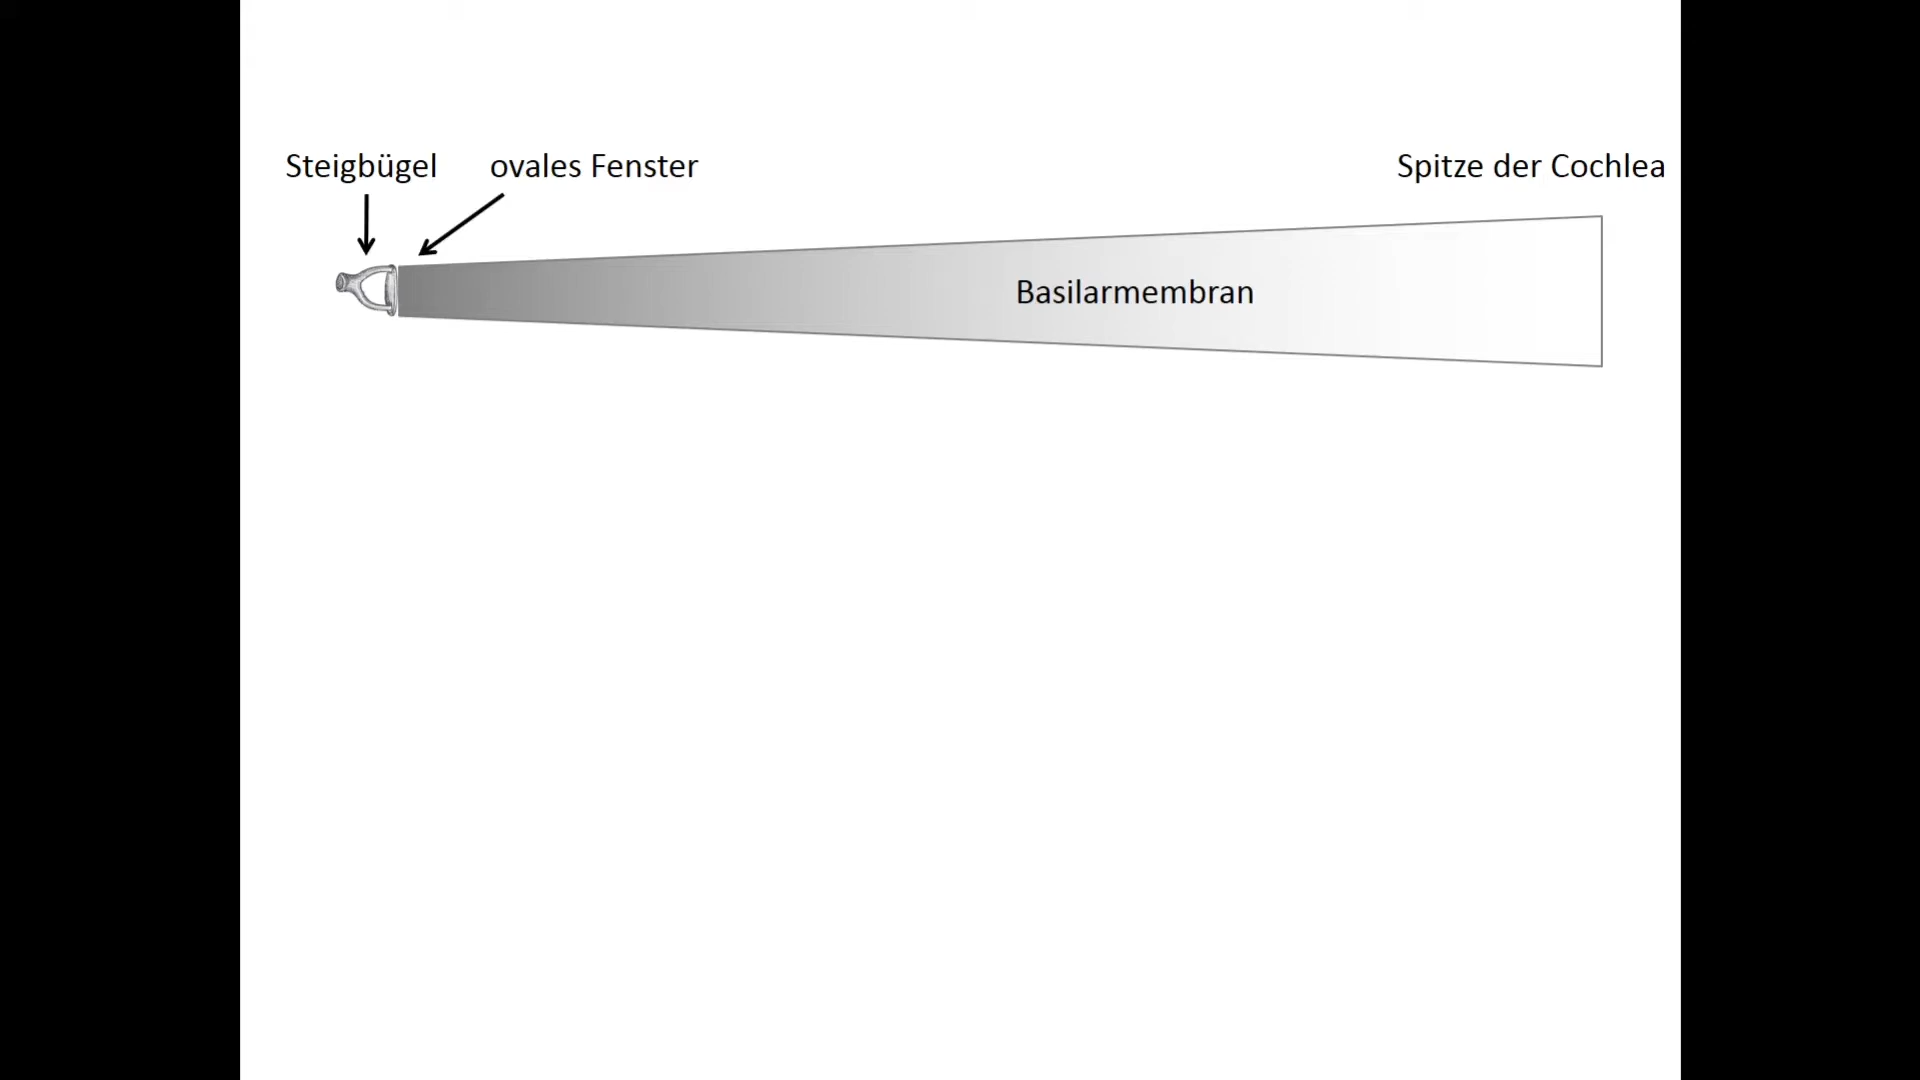 Steigbügel
ovales Fenster
Spitze der Cochlea
Basilarmembran